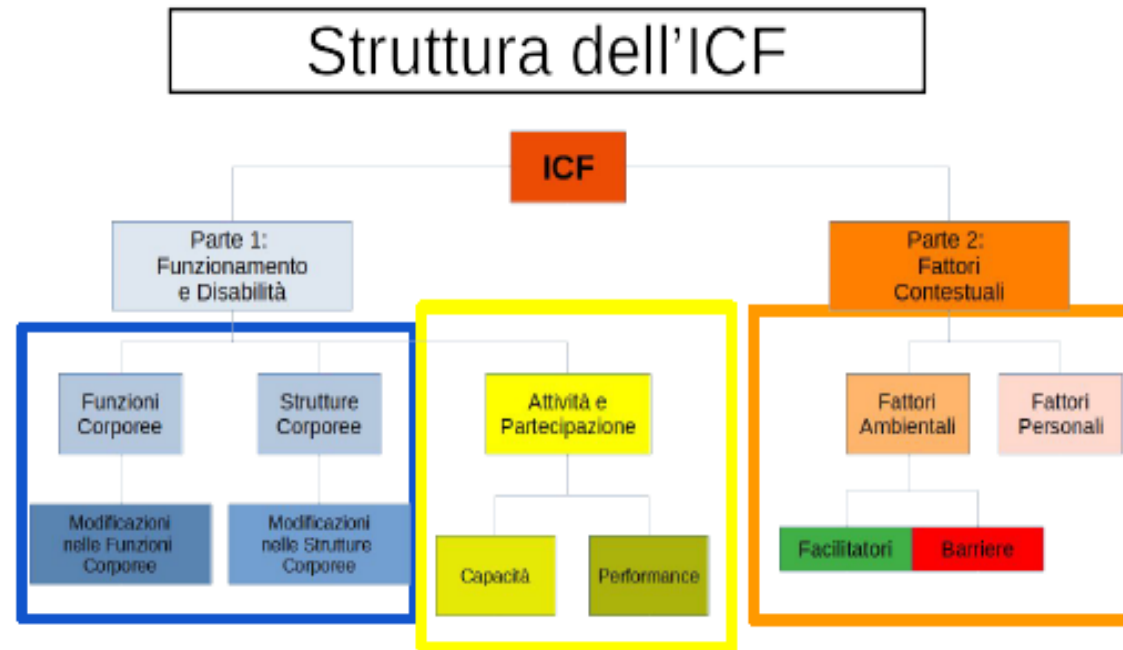 Struttura dell'ICF
ICF
Parte 1:
Funzionamento
e Disabilità
Parte 2:
Fattori
Contestuali
Funzioni
Corporee
Strutture
Corporee
Attività e
Partecipazione
Fattori
Ambientali
Fattori
Personali
Modificazioni
nelle Funzioni
Corporee
Modificazioni
nelle Strutture
Corporee
Capacità
Performance
Facilitatori
Barriere